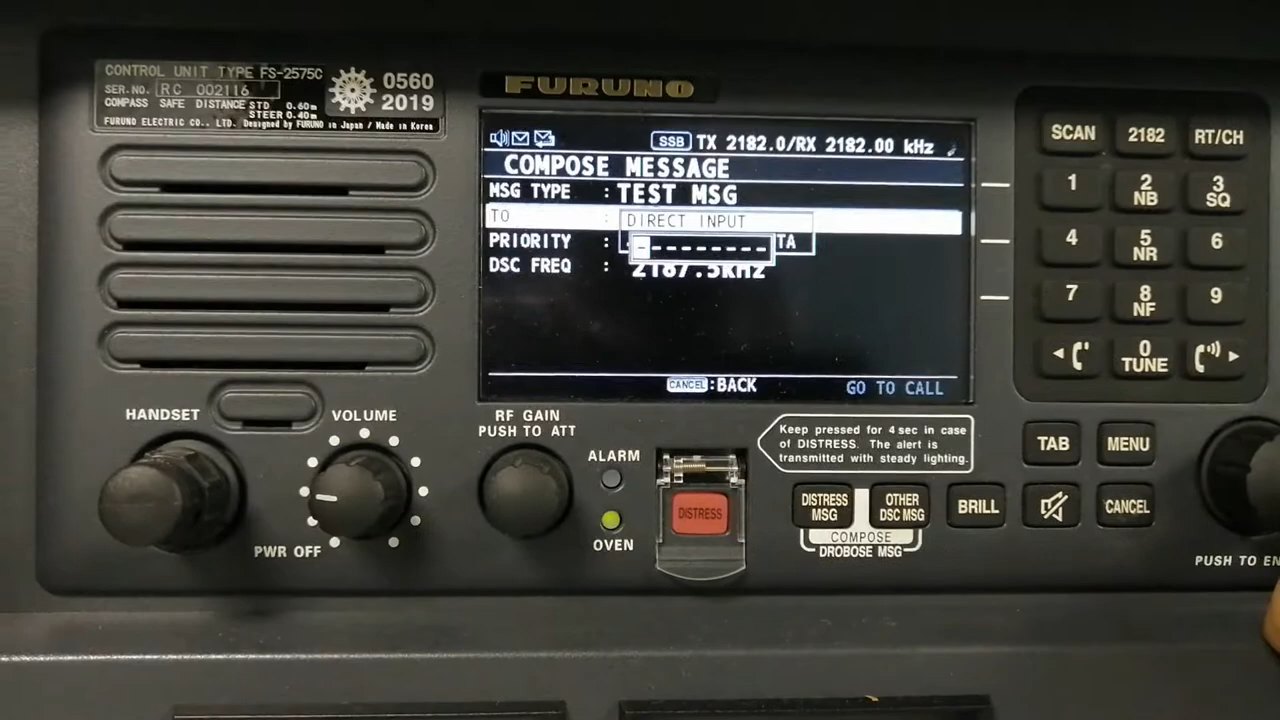 CONTROL UNIT TYPE FS-2575C
SER.NO. RC 002116
COMPASS SAFE DISTANCE STD 0.60m
STEER 0.40m
FURUNO ELECTRIC CO., LTD. Designed by FURUNO in Japan / Made in Korea
0560
2019
FURUNO
SSB TX 2182.0/RX 2182.00 kHz
COMPOSE MESSAGE
MSG TYPE : TEST MSG
TO : DIRECT INPUT
PRIORITY : - - - - - - - - - TA
DSC FREQ : 2187.5kHz
CANCEL:BACK GO TO CALL
SCAN 2182 RT/CH
1 2 3
NB SQ
4 5 6
NR
7 8 9
NF
0
TUNE
HANDSET VOLUME
PWR OFF
RF GAIN
PUSH TO ATT
ALARM
OVEN
DISTRESS
Keep pressed for 4 sec in case
of DISTRESS. The alert is
transmitted with steady lighting.
TAB MENU
DISTRESS MSG
OTHER DSC MSG
BRILL
CANCEL
COMPOSE
DROBOSE MSG
PUSH TO EN